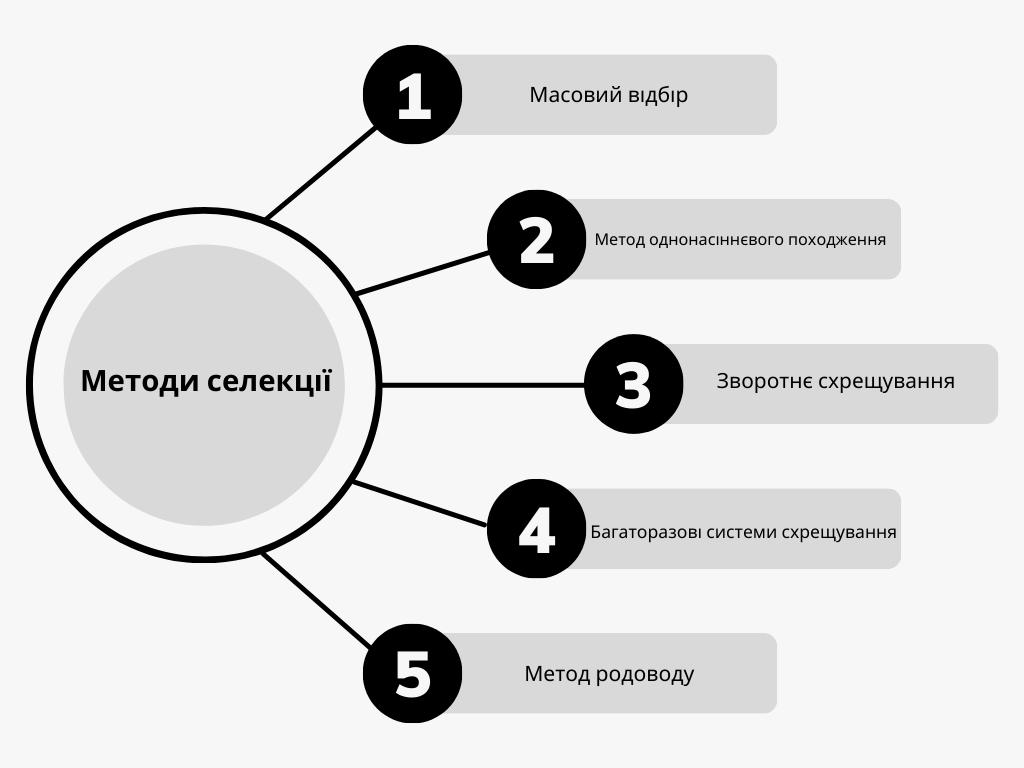 1
Масовий відбір
2
Метод однонасіннєвого походження
Методи селекції
3
Зворотнє схрещування
4
Багаторазові системи схрещування
5
Метод родоводу